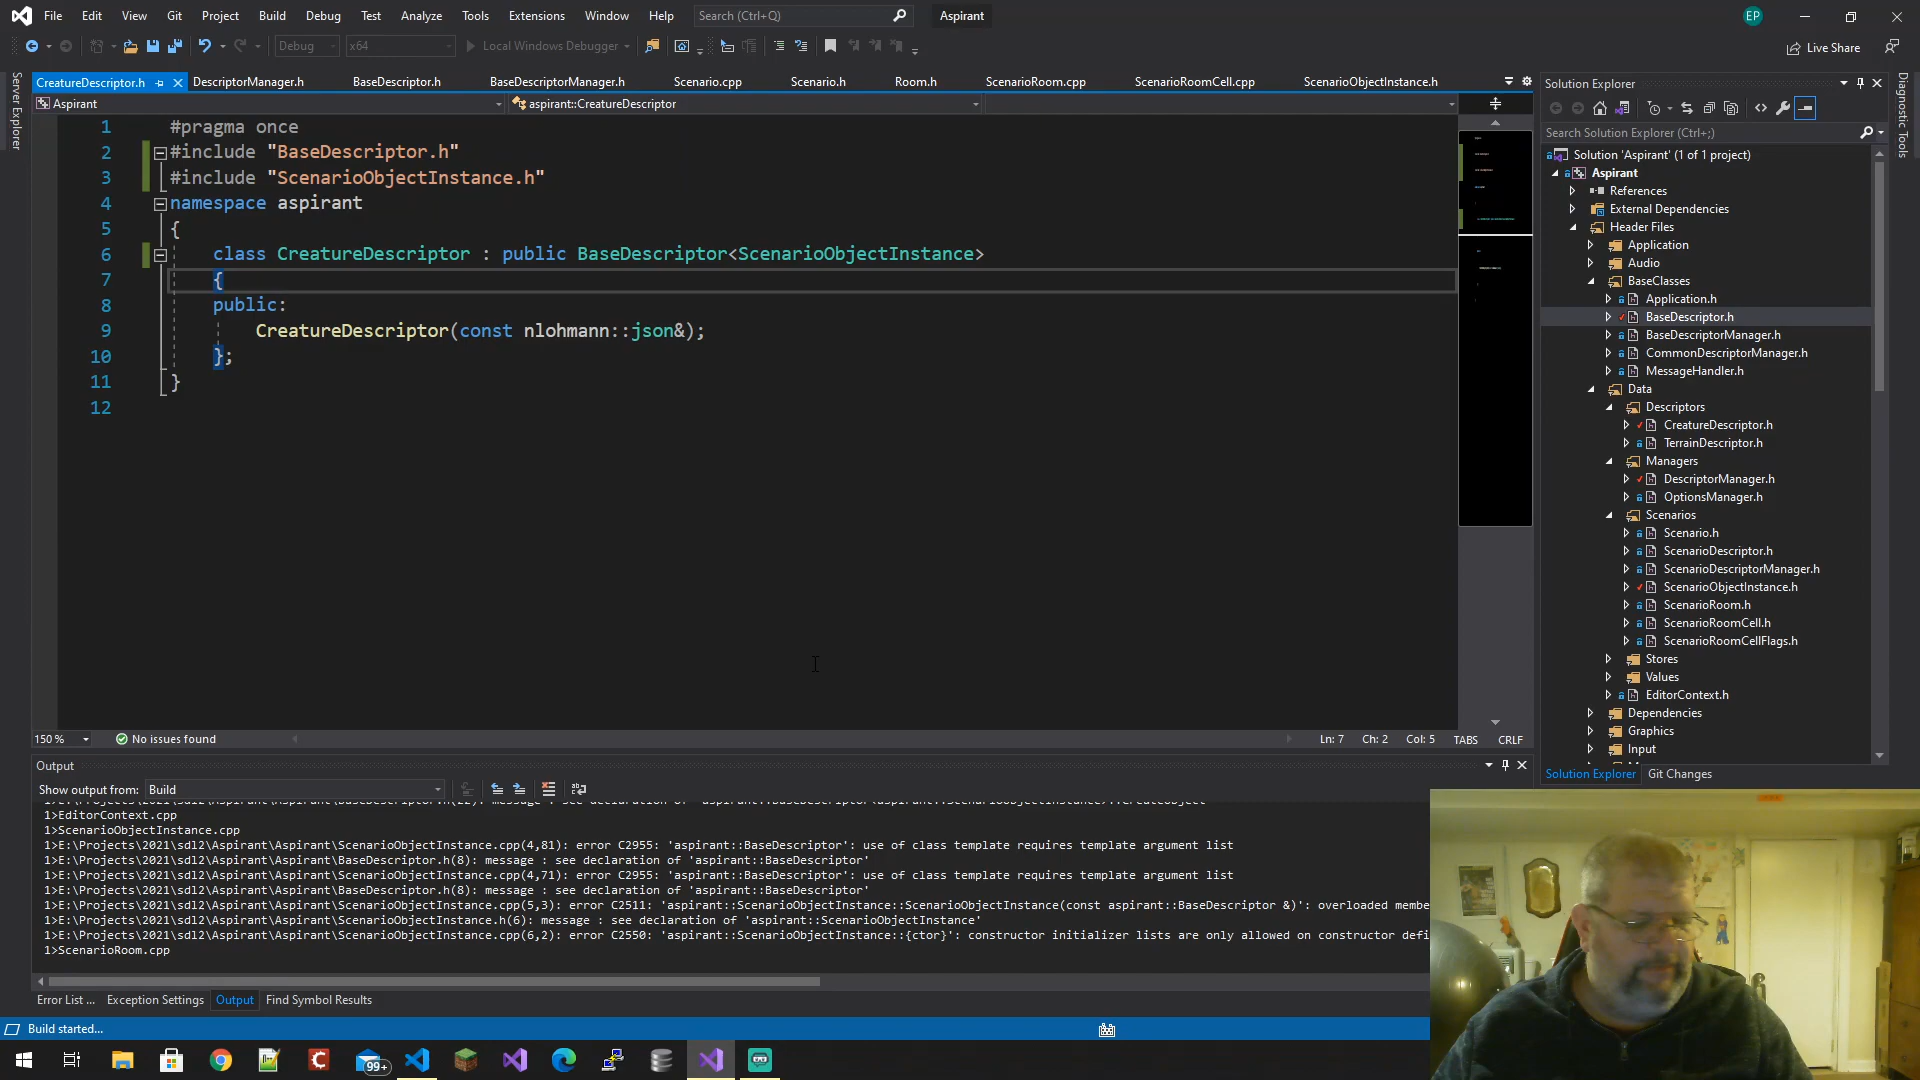 File Edit View Git Project Build Debug Test Analyze Tools Extensions Window Help Search (Ctrl+Q) Aspirant EP
Debug x64 Local Windows Debugger Live Share
Server Explorer
CreatureDescriptor.h DescriptorManager.h BaseDescriptor.h BaseDescriptorManager.h Scenario.cpp Scenario.h Room.h ScenarioRoom.cpp ScenarioRoomCell.cpp ScenarioObjectInstance.h
Aspirant aspirant::CreatureDescriptor
1 #pragma once
2 #include "BaseDescriptor.h"
3 #include "ScenarioObjectInstance.h"
4 namespace aspirant
5 {
6 class CreatureDescriptor : public BaseDescriptor<ScenarioObjectInstance>
7 {
8 public:
9 CreatureDescriptor(const nlohmann::json&);
10 };
11 }
12
150 % No issues found Ln: 7 Ch: 2 Col: 5 TABS CRLF
Output
Show output from: Build
1>EditorContext.cpp
1>ScenarioObjectInstance.cpp
1>E:\Projects\2021\sdl2\Aspirant\Aspirant\ScenarioObjectInstance.cpp(4,81): error C2955: 'aspirant::BaseDescriptor': use of class template requires template argument list
1>E:\Projects\2021\sdl2\Aspirant\Aspirant\BaseDescriptor.h(8): message : see declaration of 'aspirant::BaseDescriptor'
1>E:\Projects\2021\sdl2\Aspirant\Aspirant\ScenarioObjectInstance.cpp(4,71): error C2955: 'aspirant::BaseDescriptor': use of class template requires template argument list
1>E:\Projects\2021\sdl2\Aspirant\Aspirant\BaseDescriptor.h(8): message : see declaration of 'aspirant::BaseDescriptor'
1>E:\Projects\2021\sdl2\Aspirant\Aspirant\ScenarioObjectInstance.cpp(5,3): error C2511: 'aspirant::ScenarioObjectInstance::ScenarioObjectInstance(const aspirant::BaseDescriptor &)': overloaded membe
1>E:\Projects\2021\sdl2\Aspirant\Aspirant\ScenarioObjectInstance.h(6): message : see declaration of 'aspirant::ScenarioObjectInstance'
1>E:\Projects\2021\sdl2\Aspirant\Aspirant\ScenarioObjectInstance.cpp(6,2): error C2550: 'aspirant::ScenarioObjectInstance::{ctor}': constructor initializer lists are only allowed on constructor defi
1>ScenarioRoom.cpp
Error List ... Exception Settings Output Find Symbol Results
Build started...
99+
Solution Explorer
Search Solution Explorer (Ctrl+;)
Solution 'Aspirant' (1 of 1 project)
Aspirant
References
External Dependencies
Header Files
Application
Audio
BaseClasses
Application.h
BaseDescriptor.h
BaseDescriptorManager.h
CommonDescriptorManager.h
MessageHandler.h
Data
Descriptors
CreatureDescriptor.h
TerrainDescriptor.h
Managers
DescriptorManager.h
OptionsManager.h
Scenarios
Scenario.h
ScenarioDescriptor.h
ScenarioDescriptorManager.h
ScenarioObjectInstance.h
ScenarioRoom.h
ScenarioRoomCell.h
ScenarioRoomCellFlags.h
Stores
Values
EditorContext.h
Dependencies
Graphics
Input
Solution Explorer Git Changes
Diagnostic Tools